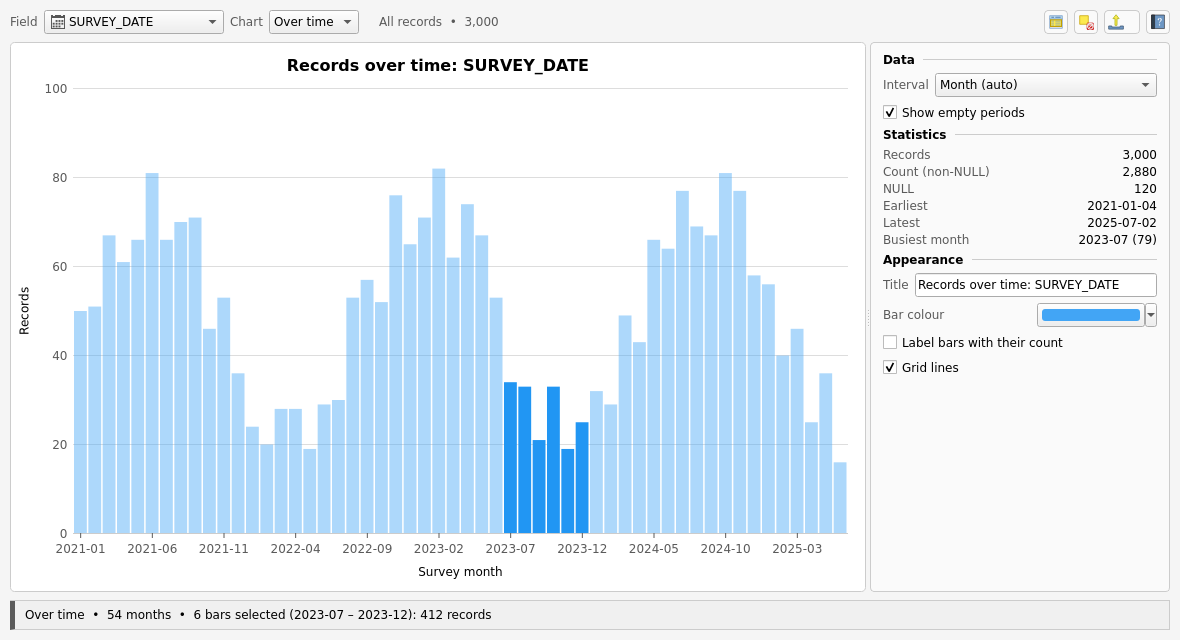 Field SURVEY_DATE Chart Over time All records • 3,000
Records over time: SURVEY_DATE
100
80
60
40
20
0
Records
2021-01 2021-06 2021-11 2022-04 2022-09 2023-02 2023-07 2023-12 2024-05 2024-10 2025-03
Survey month
Data
Interval Month (auto)
Show empty periods
Statistics
Records 3,000
Count (non-NULL) 2,880
NULL 120
Earliest 2021-01-04
Latest 2025-07-02
Busiest month 2023-07 (79)
Appearance
Title Records over time: SURVEY_DATE
Bar colour
Label bars with their count
Grid lines
Over time • 54 months • 6 bars selected (2023-07 – 2023-12): 412 records